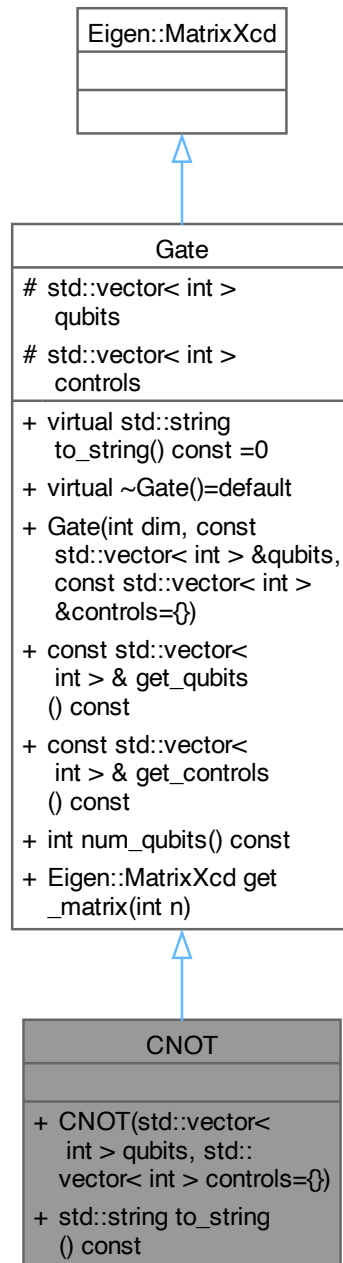 Eigen::MatrixXcd
Gate
# std::vector< int >
qubits
# std::vector< int >
controls
+ virtual std::string
to_string() const =0
+ virtual ~Gate()=default
+ Gate(int dim, const
std::vector< int > &qubits,
const std::vector< int >
&controls={})
+ const std::vector<
int > & get_qubits
() const
+ const std::vector<
int > & get_controls
() const
+ int num_qubits() const
+ Eigen::MatrixXcd get
_matrix(int n)
CNOT
+ CNOT(std::vector<
int > qubits, std::
vector< int > controls={})
+ std::string to_string
() const